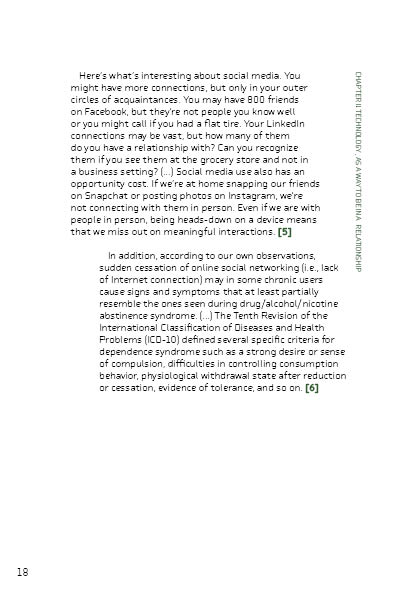 Here's what's interesting about social media. You
might have more connections, but only in your outer
circles of acquaintances. You may have 800 friends
on Facebook, but they're not people you know well
or you might call if you had a flat tire. Your LinkedIn
connections may be vast, but how many of them
do you have a relationship with? Can you recognize
them if you see them at the grocery store and not in
a business setting? (...) Social media use also has an
opportunity cost. If we're at home snapping our friends
on Snapchat or posting photos on Instagram, we're
not connecting with them in person. Even if we are with
people in person, being heads-down on a device means
that we miss out on meaningful interactions. [5]
In addition, according to our own observations,
sudden cessation of online social networking (i.e., lack
of Internet connection) may in some chronic users
cause signs and symptoms that at least partially
resemble the ones seen during drug/alcohol/nicotine
abstinence syndrome. (...) The Tenth Revision of the
International Classification of Diseases and Health
Problems (ICD-10) defined several specific criteria for
dependence syndrome such as a strong desire or sense
of compulsion, difficulties in controlling consumption
behavior, physiological withdrawal state after reduction
or cessation, evidence of tolerance, and so on. [6]
CHAPTER II TECHNOLOGY, AS A WAY TO BE IN A RELATIONSHIP
18